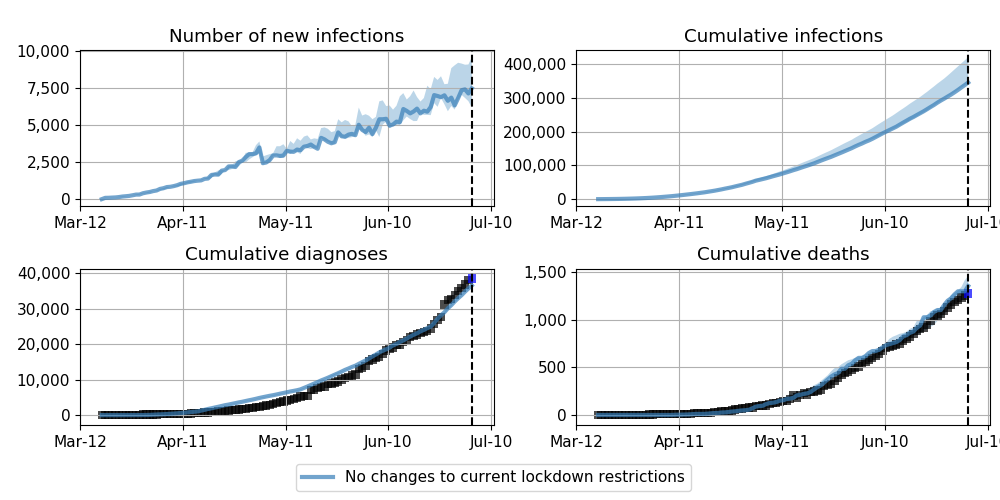 Number of new infections
10,000
7,500
5,000
2,500
0
Mar-12 Apr-11 May-11 Jun-10 Jul-10
Cumulative infections
400,000
300,000
200,000
100,000
0
Mar-12 Apr-11 May-11 Jun-10 Jul-10
Cumulative diagnoses
40,000
30,000
20,000
10,000
0
Mar-12 Apr-11 May-11 Jun-10 Jul-10
Cumulative deaths
1,500
1,000
500
0
Mar-12 Apr-11 May-11 Jun-10 Jul-10
No changes to current lockdown restrictions